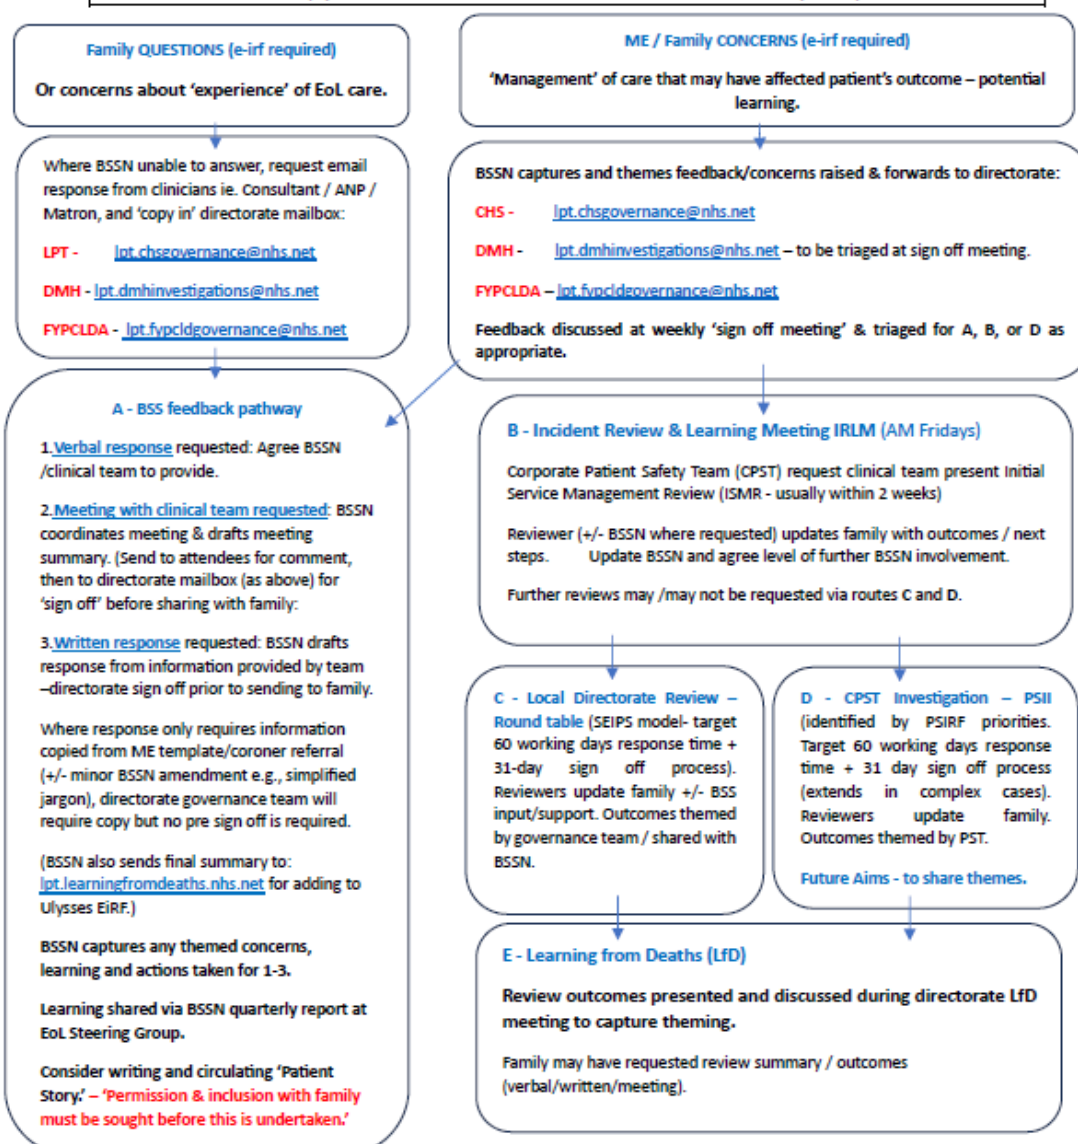 Family QUESTIONS (e-irf required)
Or concerns about 'experience' of EoL care.
ME / Family CONCERNS (e-irf required)
'Management' of care that may have affected patient's outcome – potential
learning.
Where BSSN unable to answer, request email
response from clinicians ie. Consultant / ANP /
Matron, and 'copy in' directorate mailbox:
LPT - lpt.chsgovernance@nhs.net
DMH - lpt.dmhinvestigations@nhs.net
FYPCLDA - lpt.fypcldgovernance@nhs.net
BSSN captures and themes feedback/concerns raised & forwards to directorate:
CHS - lpt.chsgovernance@nhs.net
DMH - lpt.dmhinvestigations@nhs.net – to be triaged at sign off meeting.
FYPCLDA – lpt.fypcldgovernance@nhs.net
Feedback discussed at weekly 'sign off meeting' & triaged for A, B, or D as
appropriate.
A - BSS feedback pathway
1.Verbal response requested: Agree BSSN
/clinical team to provide.
2.Meeting with clinical team requested: BSSN
coordinates meeting & drafts meeting
summary. (Send to attendees for comment,
then to directorate mailbox (as above) for
'sign off' before sharing with family:
3.Written response requested: BSSN drafts
response from information provided by team
–directorate sign off prior to sending to family.
Where response only requires information
copied from ME template/coroner referral
(+/- minor BSSN amendment e.g., simplified
jargon), directorate governance team will
require copy but no pre sign off is required.
(BSSN also sends final summary to:
lpt.learningfromdeaths.nhs.net for adding to
Ulysses EiRF.)
BSSN captures any themed concerns,
learning and actions taken for 1-3.
Learning shared via BSSN quarterly report at
EoL Steering Group.
Consider writing and circulating 'Patient
Story.' – 'Permission & inclusion with family
must be sought before this is undertaken.'
B - Incident Review & Learning Meeting IRLM (AM Fridays)
Corporate Patient Safety Team (CPST) request clinical team present Initial
Service Management Review (ISMR - usually within 2 weeks)
Reviewer (+/- BSSN where requested) updates family with outcomes / next
steps. Update BSSN and agree level of further BSSN involvement.
Further reviews may /may not be requested via routes C and D.
C - Local Directorate Review –
Round table (SEIPS model- target
60 working days response time +
31-day sign off process).
Reviewers update family +/- BSS
input/support. Outcomes themed
by governance team / shared with
BSSN.
D - CPST Investigation – PSII
(identified by PSIRF priorities.
Target 60 working days response
time + 31 day sign off process
(extends in complex cases).
Reviewers update family.
Outcomes themed by PST.
Future Aims - to share themes.
E - Learning from Deaths (LfD)
Review outcomes presented and discussed during directorate LfD
meeting to capture theming.
Family may have requested review summary / outcomes
(verbal/written/meeting).